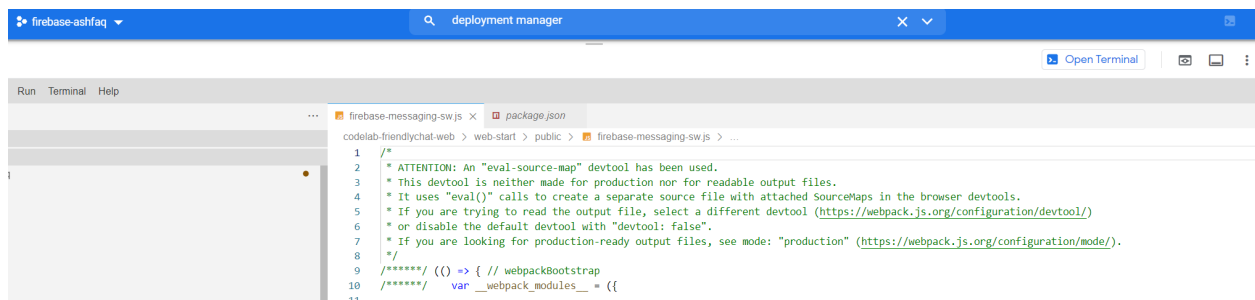 firebase-ashfaq
deployment manager
Open Terminal
Run Terminal Help
firebase-messaging-sw.js
package.json
codelab-friendlychat-web > web-start > public > firebase-messaging-sw.js > ...
1 /*
2 * ATTENTION: An "eval-source-map" devtool has been used.
3 * This devtool is neither made for production nor for readable output files.
4 * It uses "eval()" calls to create a separate source file with attached SourceMaps in the browser devtools.
5 * If you are trying to read the output file, select a different devtool (https://webpack.js.org/configuration/devtool/)
6 * or disable the default devtool with "devtool: false".
7 * If you are looking for production-ready output files, see mode: "production" (https://webpack.js.org/configuration/mode/).
8 */
9 /******/ (() => { // webpackBootstrap
10 /******/ var __webpack_modules__ = ({